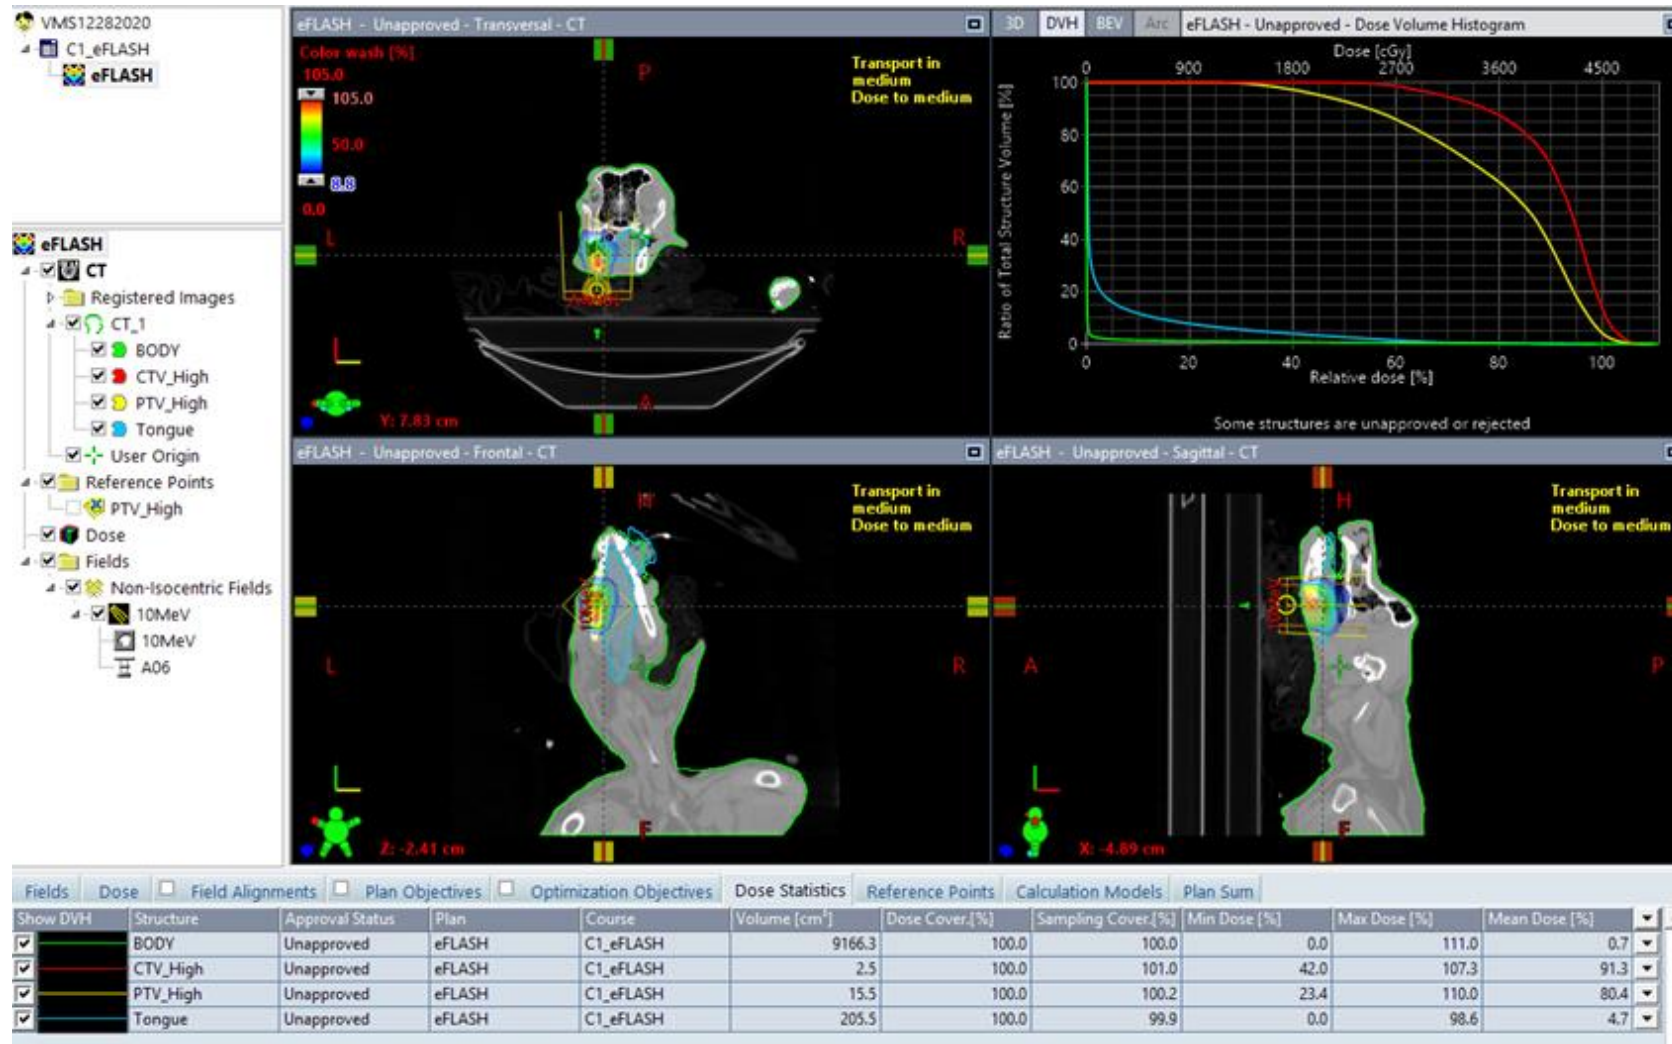 VMS12282020
C1_eFLASH
eFLASH
eFLASH
CT
Registered Images
CT_1
BODY
CTV_High
PTV_High
Tongue
User Origin
Reference Points
PTV_High
Dose
Fields
Non-Isocentric Fields
10MeV
10MeV
A06
eFLASH - Unapproved - Transversal - CT
Color wash [%]
105.0
105.0
50.0
8.8
0.0
Transport in
medium
Dose to medium
P
L
R
A
Y: 7.83 cm
3D DVH BEV Arc eFLASH - Unapproved - Dose Volume Histogram
Dose [cGy]
0 900 1800 2700 3600 4500
Ratio of Total Structure Volume [%]
100
80
60
40
20
0
0 20 40 60 80 100
Relative dose [%]
Some structures are unapproved or rejected
eFLASH - Unapproved - Frontal - CT
Transport in
medium
Dose to medium
H
L
R
F
Z: -2.41 cm
eFLASH - Unapproved - Sagittal - CT
Transport in
medium
Dose to medium
H
A
P
F
X: -4.89 cm
Fields Dose Field Alignments Plan Objectives Optimization Objectives Dose Statistics Reference Points Calculation Models Plan Sum
Show DVH Structure Approval Status Plan Course Volume [cm³] Dose Cover.[%] Sampling Cover.[%] Min Dose [%] Max Dose [%] Mean Dose [%]
BODY Unapproved eFLASH C1_eFLASH 9166.3 100.0 100.0 0.0 111.0 0.7
CTV_High Unapproved eFLASH C1_eFLASH 2.5 100.0 101.0 42.0 107.3 91.3
PTV_High Unapproved eFLASH C1_eFLASH 15.5 100.0 100.2 23.4 110.0 80.4
Tongue Unapproved eFLASH C1_eFLASH 205.5 100.0 99.9 0.0 98.6 4.7